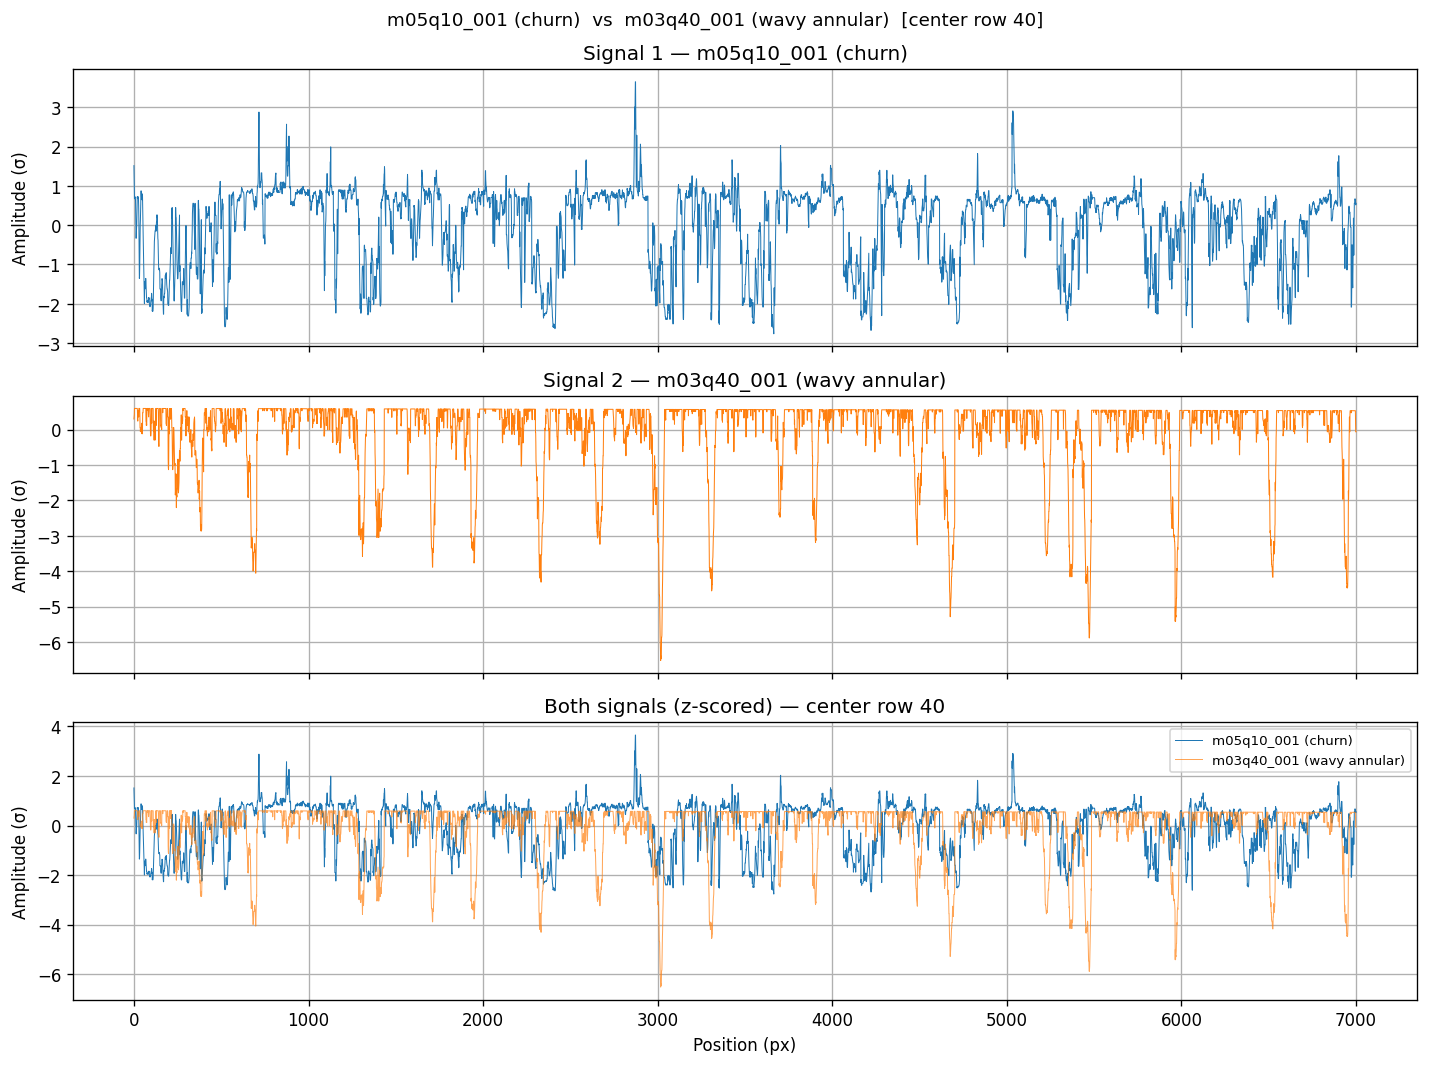 m05q10_001 (churn)  vs  m03q40_001 (wavy annular)  [center row 40]
Signal 1 — m05q10_001 (churn)
Amplitude (σ)
3
2
1
0
−1
−2
−3
Signal 2 — m03q40_001 (wavy annular)
Amplitude (σ)
0
−1
−2
−3
−4
−5
−6
Both signals (z-scored) — center row 40
Amplitude (σ)
4
2
0
−2
−4
−6
m05q10_001 (churn)
m03q40_001 (wavy annular)
0 1000 2000 3000 4000 5000 6000 7000
Position (px)